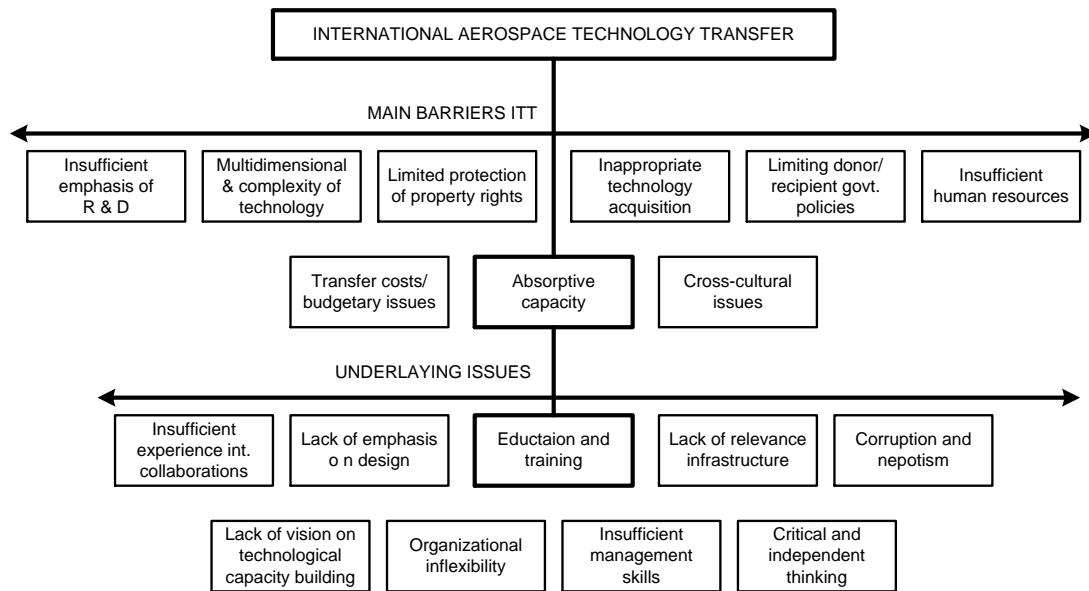 INTERNATIONAL AEROSPACE TECHNOLOGY TRANSFER
MAIN BARRIERS ITT
Insufficient
emphasis of
R & D
Multidimensional
& complexity of
technology
Limited protection
of property rights
Inappropriate
technology
acquisition
Limiting donor/
recipient govt.
policies
Insufficient
human resources
Transfer costs/
budgetary issues
Absorptive
capacity
Cross-cultural
issues
UNDERLAYING ISSUES
Insufficient
experience int.
collaborations
Lack of emphasis
o n design
Eductaion and
training
Lack of relevance
infrastructure
Corruption and
nepotism
Lack of vision on
technological
capacity building
Organizational
inflexibility
Insufficient
management
skills
Critical and
independent
thinking